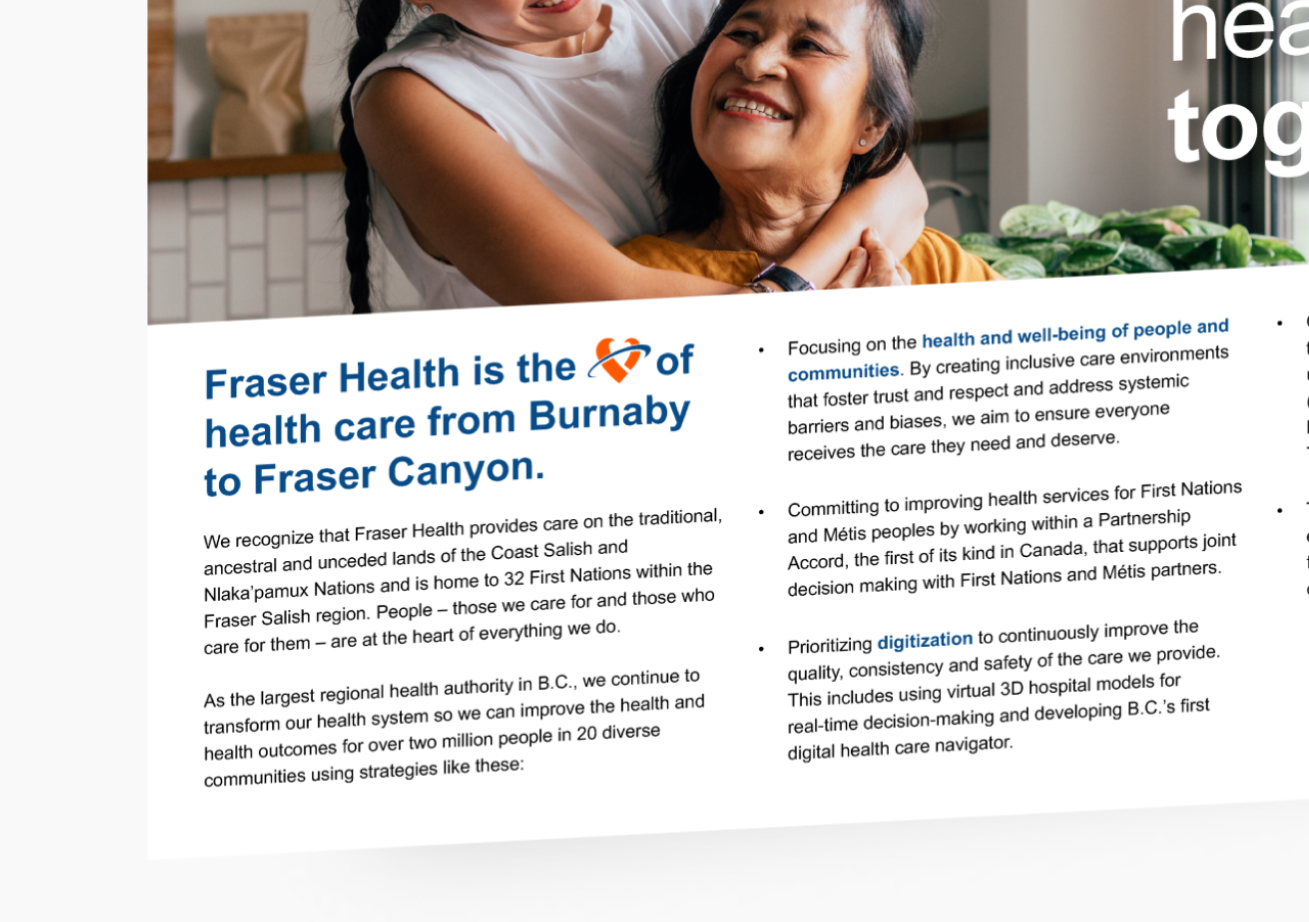 hea
tog
Fraser Health is the of
health care from Burnaby
to Fraser Canyon.
We recognize that Fraser Health provides care on the traditional,
ancestral and unceded lands of the Coast Salish and
Nlaka'pamux Nations and is home to 32 First Nations within the
Fraser Salish region. People – those we care for and those who
care for them – are at the heart of everything we do.
As the largest regional health authority in B.C., we continue to
transform our health system so we can improve the health and
health outcomes for over two million people in 20 diverse
communities using strategies like these:
• Focusing on the health and well-being of people and
communities. By creating inclusive care environments
that foster trust and respect and address systemic
barriers and biases, we aim to ensure everyone
receives the care they need and deserve.
• Committing to improving health services for First Nations
and Métis peoples by working within a Partnership
Accord, the first of its kind in Canada, that supports joint
decision making with First Nations and Métis partners.
• Prioritizing digitization to continuously improve the
quality, consistency and safety of the care we provide.
This includes using virtual 3D hospital models for
real-time decision-making and developing B.C.'s first
digital health care navigator.